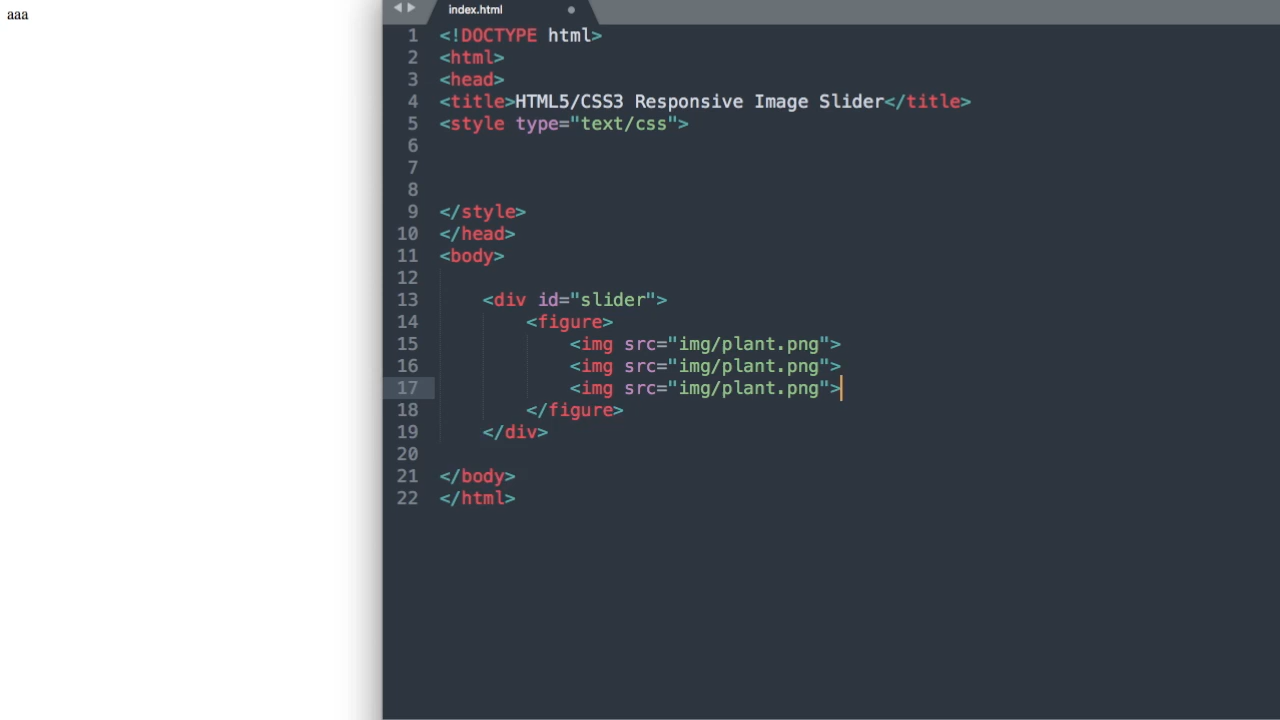 aaa
index.html
1 <!DOCTYPE html>
2 <html>
3 <head>
4 <title>HTML5/CSS3 Responsive Image Slider</title>
5 <style type="text/css">
6
7
8
9 </style>
10 </head>
11 <body>
12
13 <div id="slider">
14 <figure>
15 <img src="img/plant.png">
16 <img src="img/plant.png">
17 <img src="img/plant.png">
18 </figure>
19 </div>
20
21 </body>
22 </html>